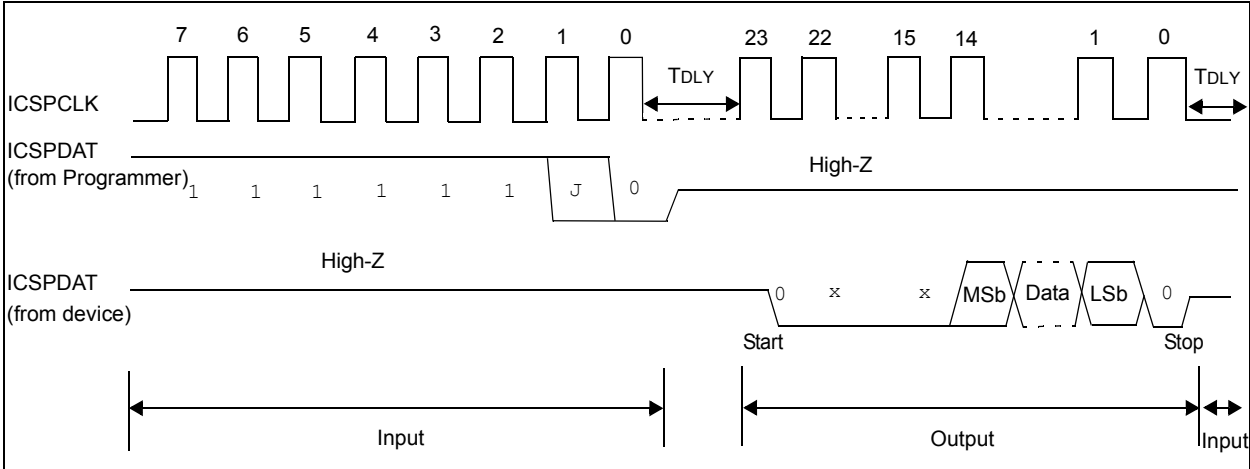 7 6 5 4 3 2 1 0 23 22 15 14 1 0
TDLY TDLY
ICSPCLK
ICSPDAT
(from Programmer)
High-Z
1 1 1 1 1 1 J 0
High-Z
ICSPDAT
(from device)
0 x x MSb Data LSb 0
Start Stop
Input Output Input